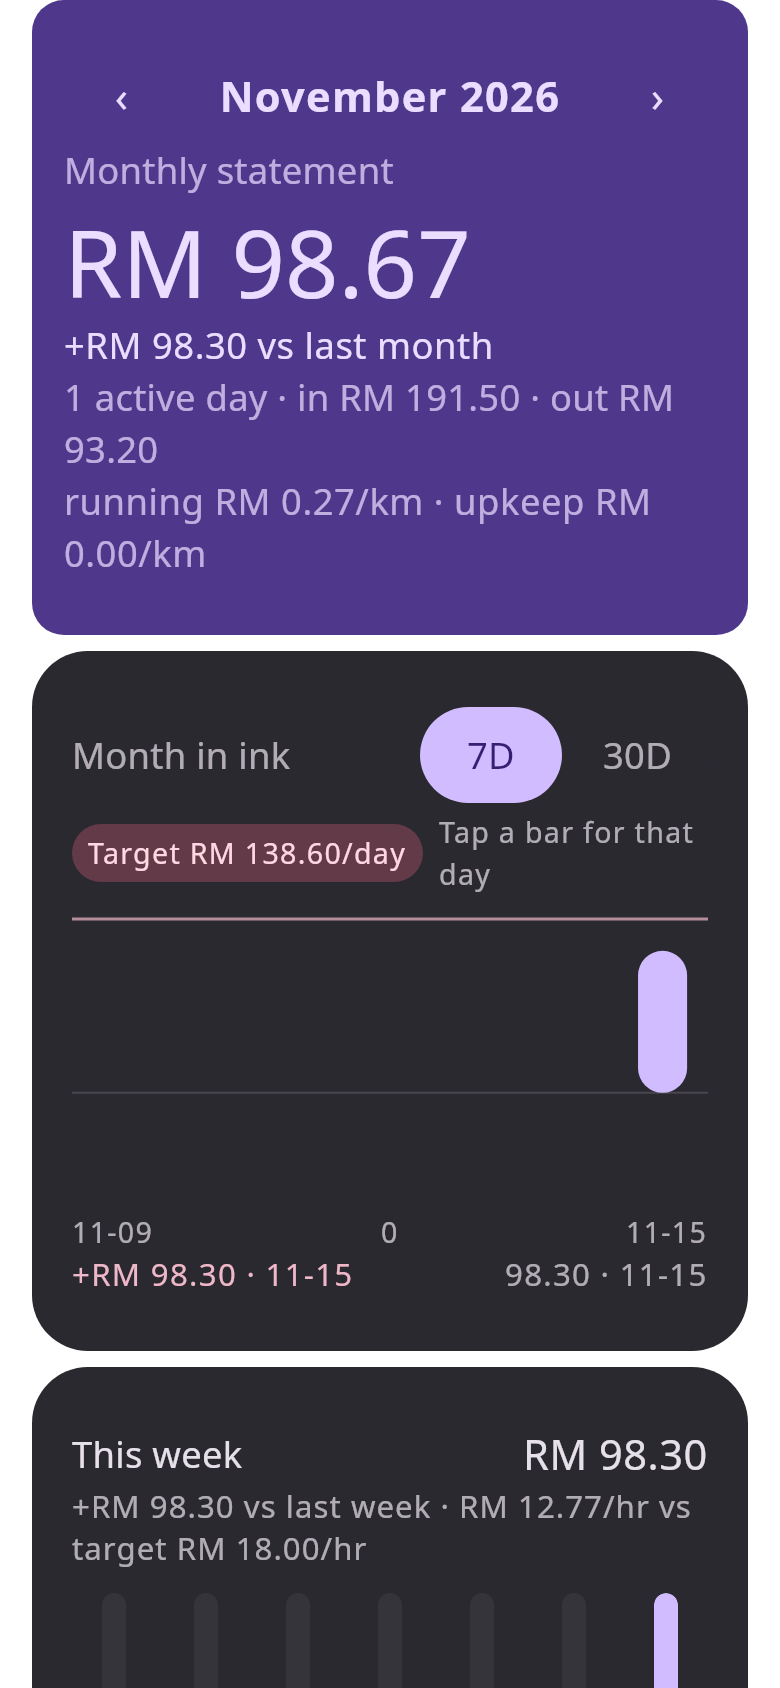 ‹ November 2026 ›
Monthly statement
RM 98.67
+RM 98.30 vs last month
1 active day · in RM 191.50 · out RM
93.20
running RM 0.27/km · upkeep RM
0.00/km
Month in ink 7D 30D
Target RM 138.60/day Tap a bar for that
day
11-09 0 11-15
+RM 98.30 · 11-15 98.30 · 11-15
This week RM 98.30
+RM 98.30 vs last week · RM 12.77/hr vs
target RM 18.00/hr